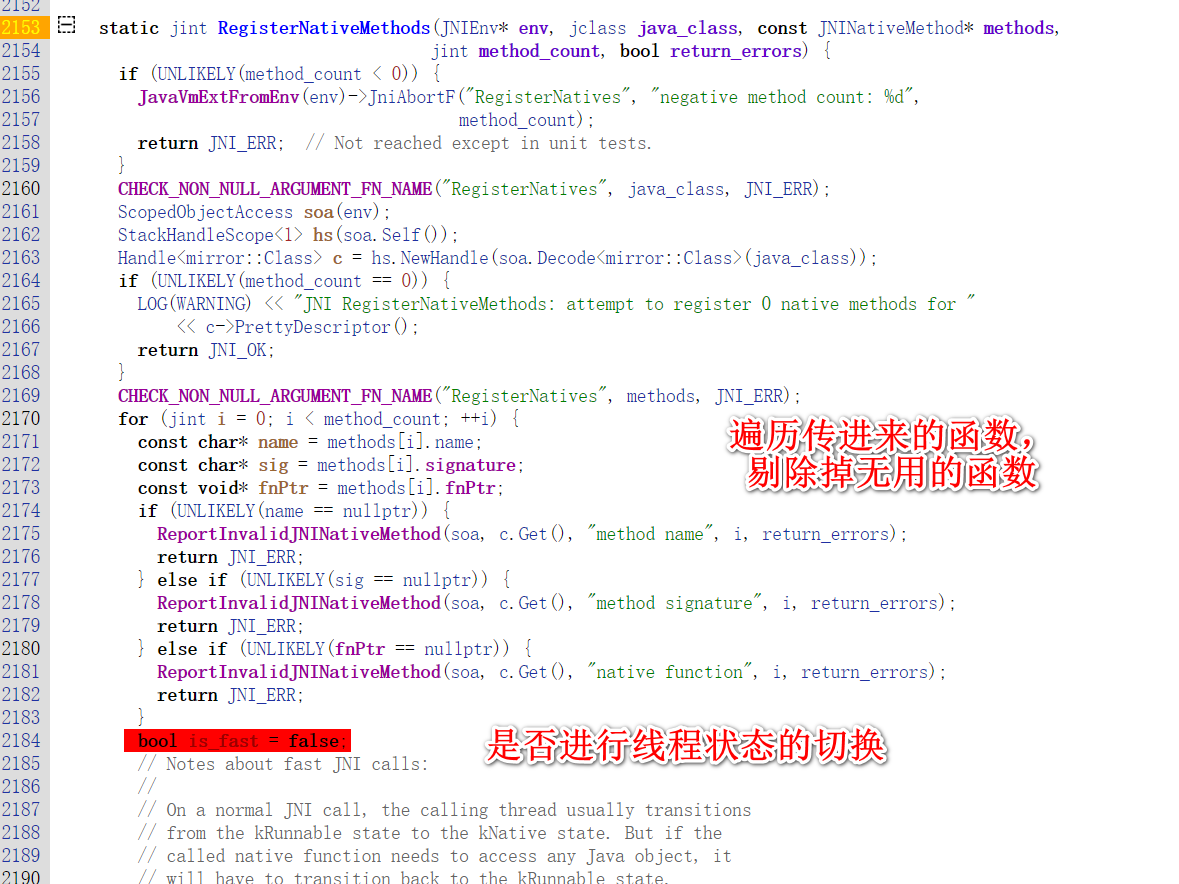 2152
2153 static jint RegisterNativeMethods(JNIEnv* env, jclass java_class, const JNINativeMethod* methods,
2154 jint method_count, bool return_errors) {
2155 if (UNLIKELY(method_count < 0)) {
2156 JavaVmExtFromEnv(env)->JniAbortF("RegisterNatives", "negative method count: %d",
2157 method_count);
2158 return JNI_ERR;  // Not reached except in unit tests.
2159 }
2160 CHECK_NON_NULL_ARGUMENT_FN_NAME("RegisterNatives", java_class, JNI_ERR);
2161 ScopedObjectAccess soa(env);
2162 StackHandleScope<1> hs(soa.Self());
2163 Handle<mirror::Class> c = hs.NewHandle(soa.Decode<mirror::Class>(java_class));
2164 if (UNLIKELY(method_count == 0)) {
2165 LOG(WARNING) << "JNI RegisterNativeMethods: attempt to register 0 native methods for "
2166 << c->PrettyDescriptor();
2167 return JNI_OK;
2168 }
2169 CHECK_NON_NULL_ARGUMENT_FN_NAME("RegisterNatives", methods, JNI_ERR);
2170 for (jint i = 0; i < method_count; ++i) {
2171 const char* name = methods[i].name;
2172 const char* sig = methods[i].signature;
2173 const void* fnPtr = methods[i].fnPtr;
遍历传进来的函数，
剔除掉无用的函数
2174 if (UNLIKELY(name == nullptr)) {
2175 ReportInvalidJNINativeMethod(soa, c.Get(), "method name", i, return_errors);
2176 return JNI_ERR;
2177 } else if (UNLIKELY(sig == nullptr)) {
2178 ReportInvalidJNINativeMethod(soa, c.Get(), "method signature", i, return_errors);
2179 return JNI_ERR;
2180 } else if (UNLIKELY(fnPtr == nullptr)) {
2181 ReportInvalidJNINativeMethod(soa, c.Get(), "native function", i, return_errors);
2182 return JNI_ERR;
2183 }
2184 bool is_fast = false;
是否进行线程状态的切换
2185 // Notes about fast JNI calls:
2186 //
2187 // On a normal JNI call, the calling thread usually transitions
2188 // from the kRunnable state to the kNative state. But if the
2189 // called native function needs to access any Java object, it
2190 // will have to transition back to the kRunnable state.